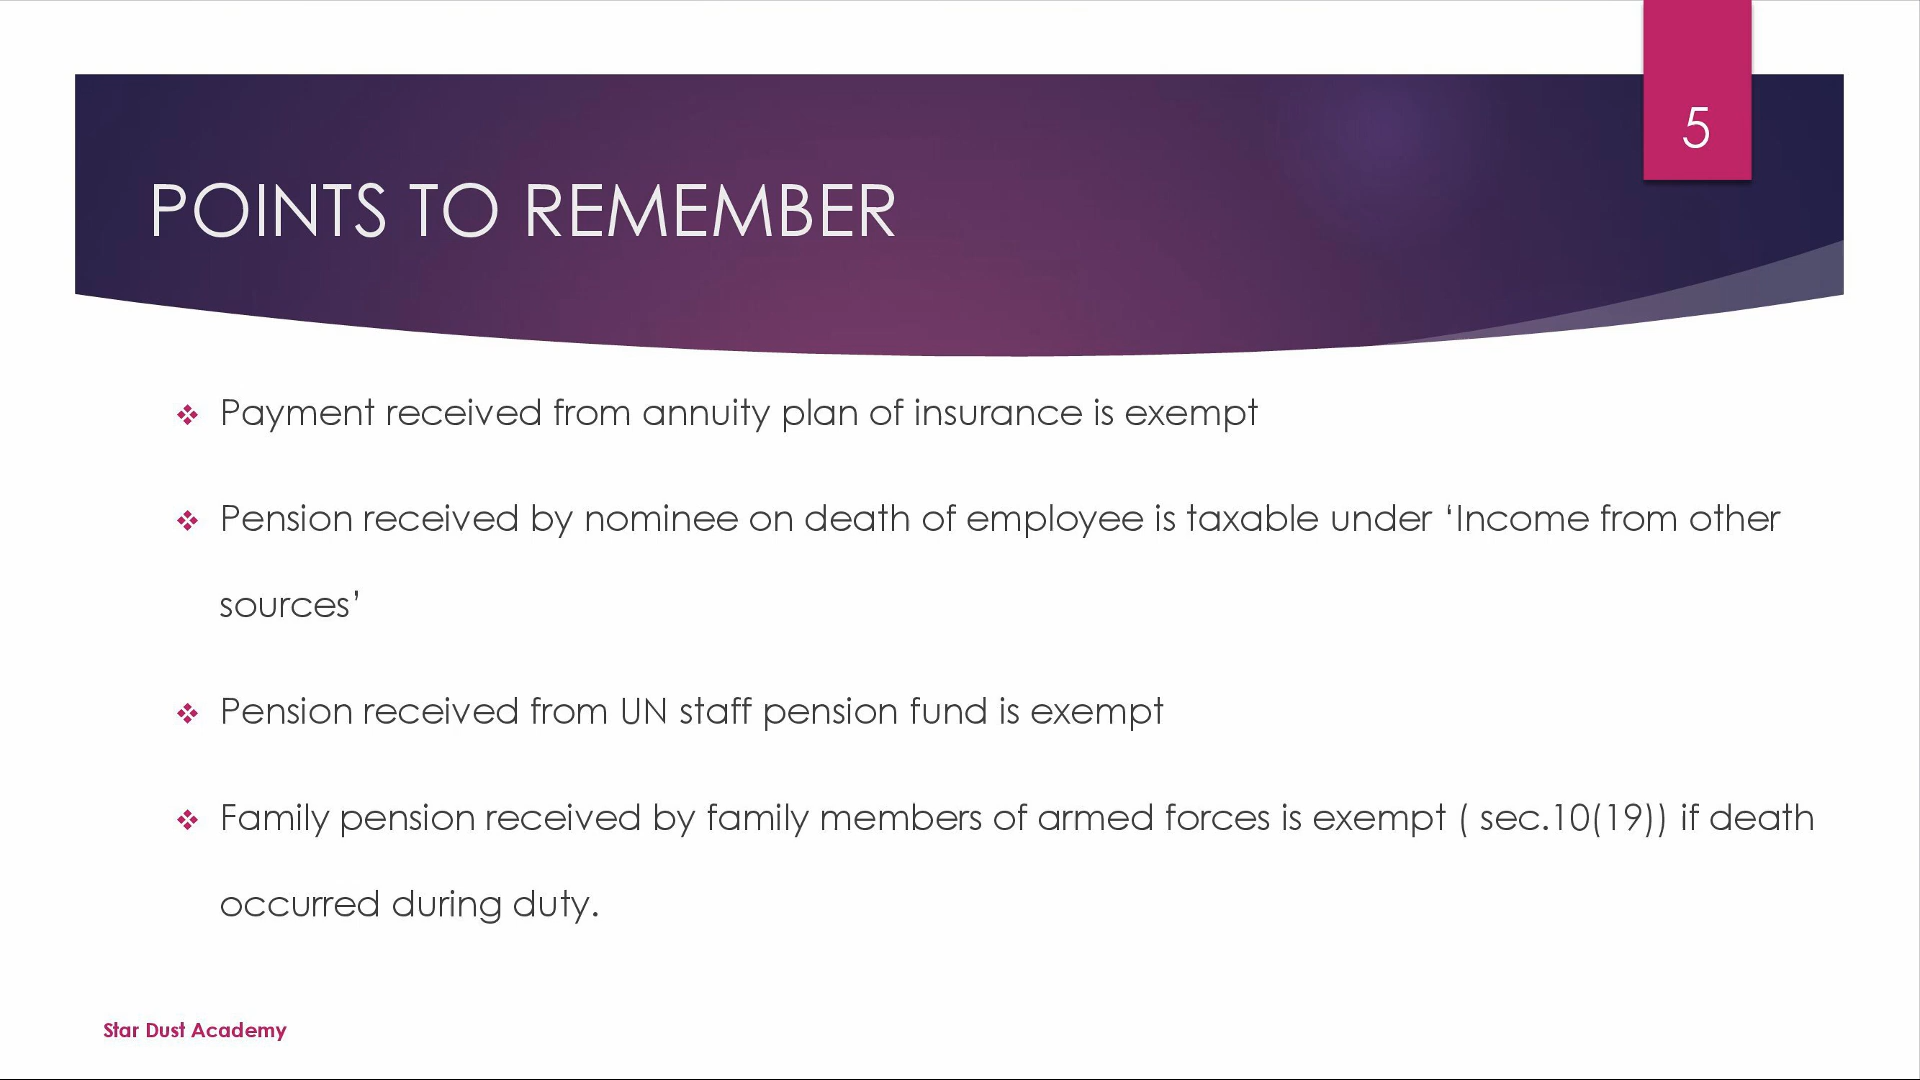 5
POINTS TO REMEMBER
Payment received from annuity plan of insurance is exempt
Pension received by nominee on death of employee is taxable under ‘Income from other
sources’
Pension received from UN staff pension fund is exempt
Family pension received by family members of armed forces is exempt ( sec.10(19)) if death
occurred during duty.
Star Dust Academy